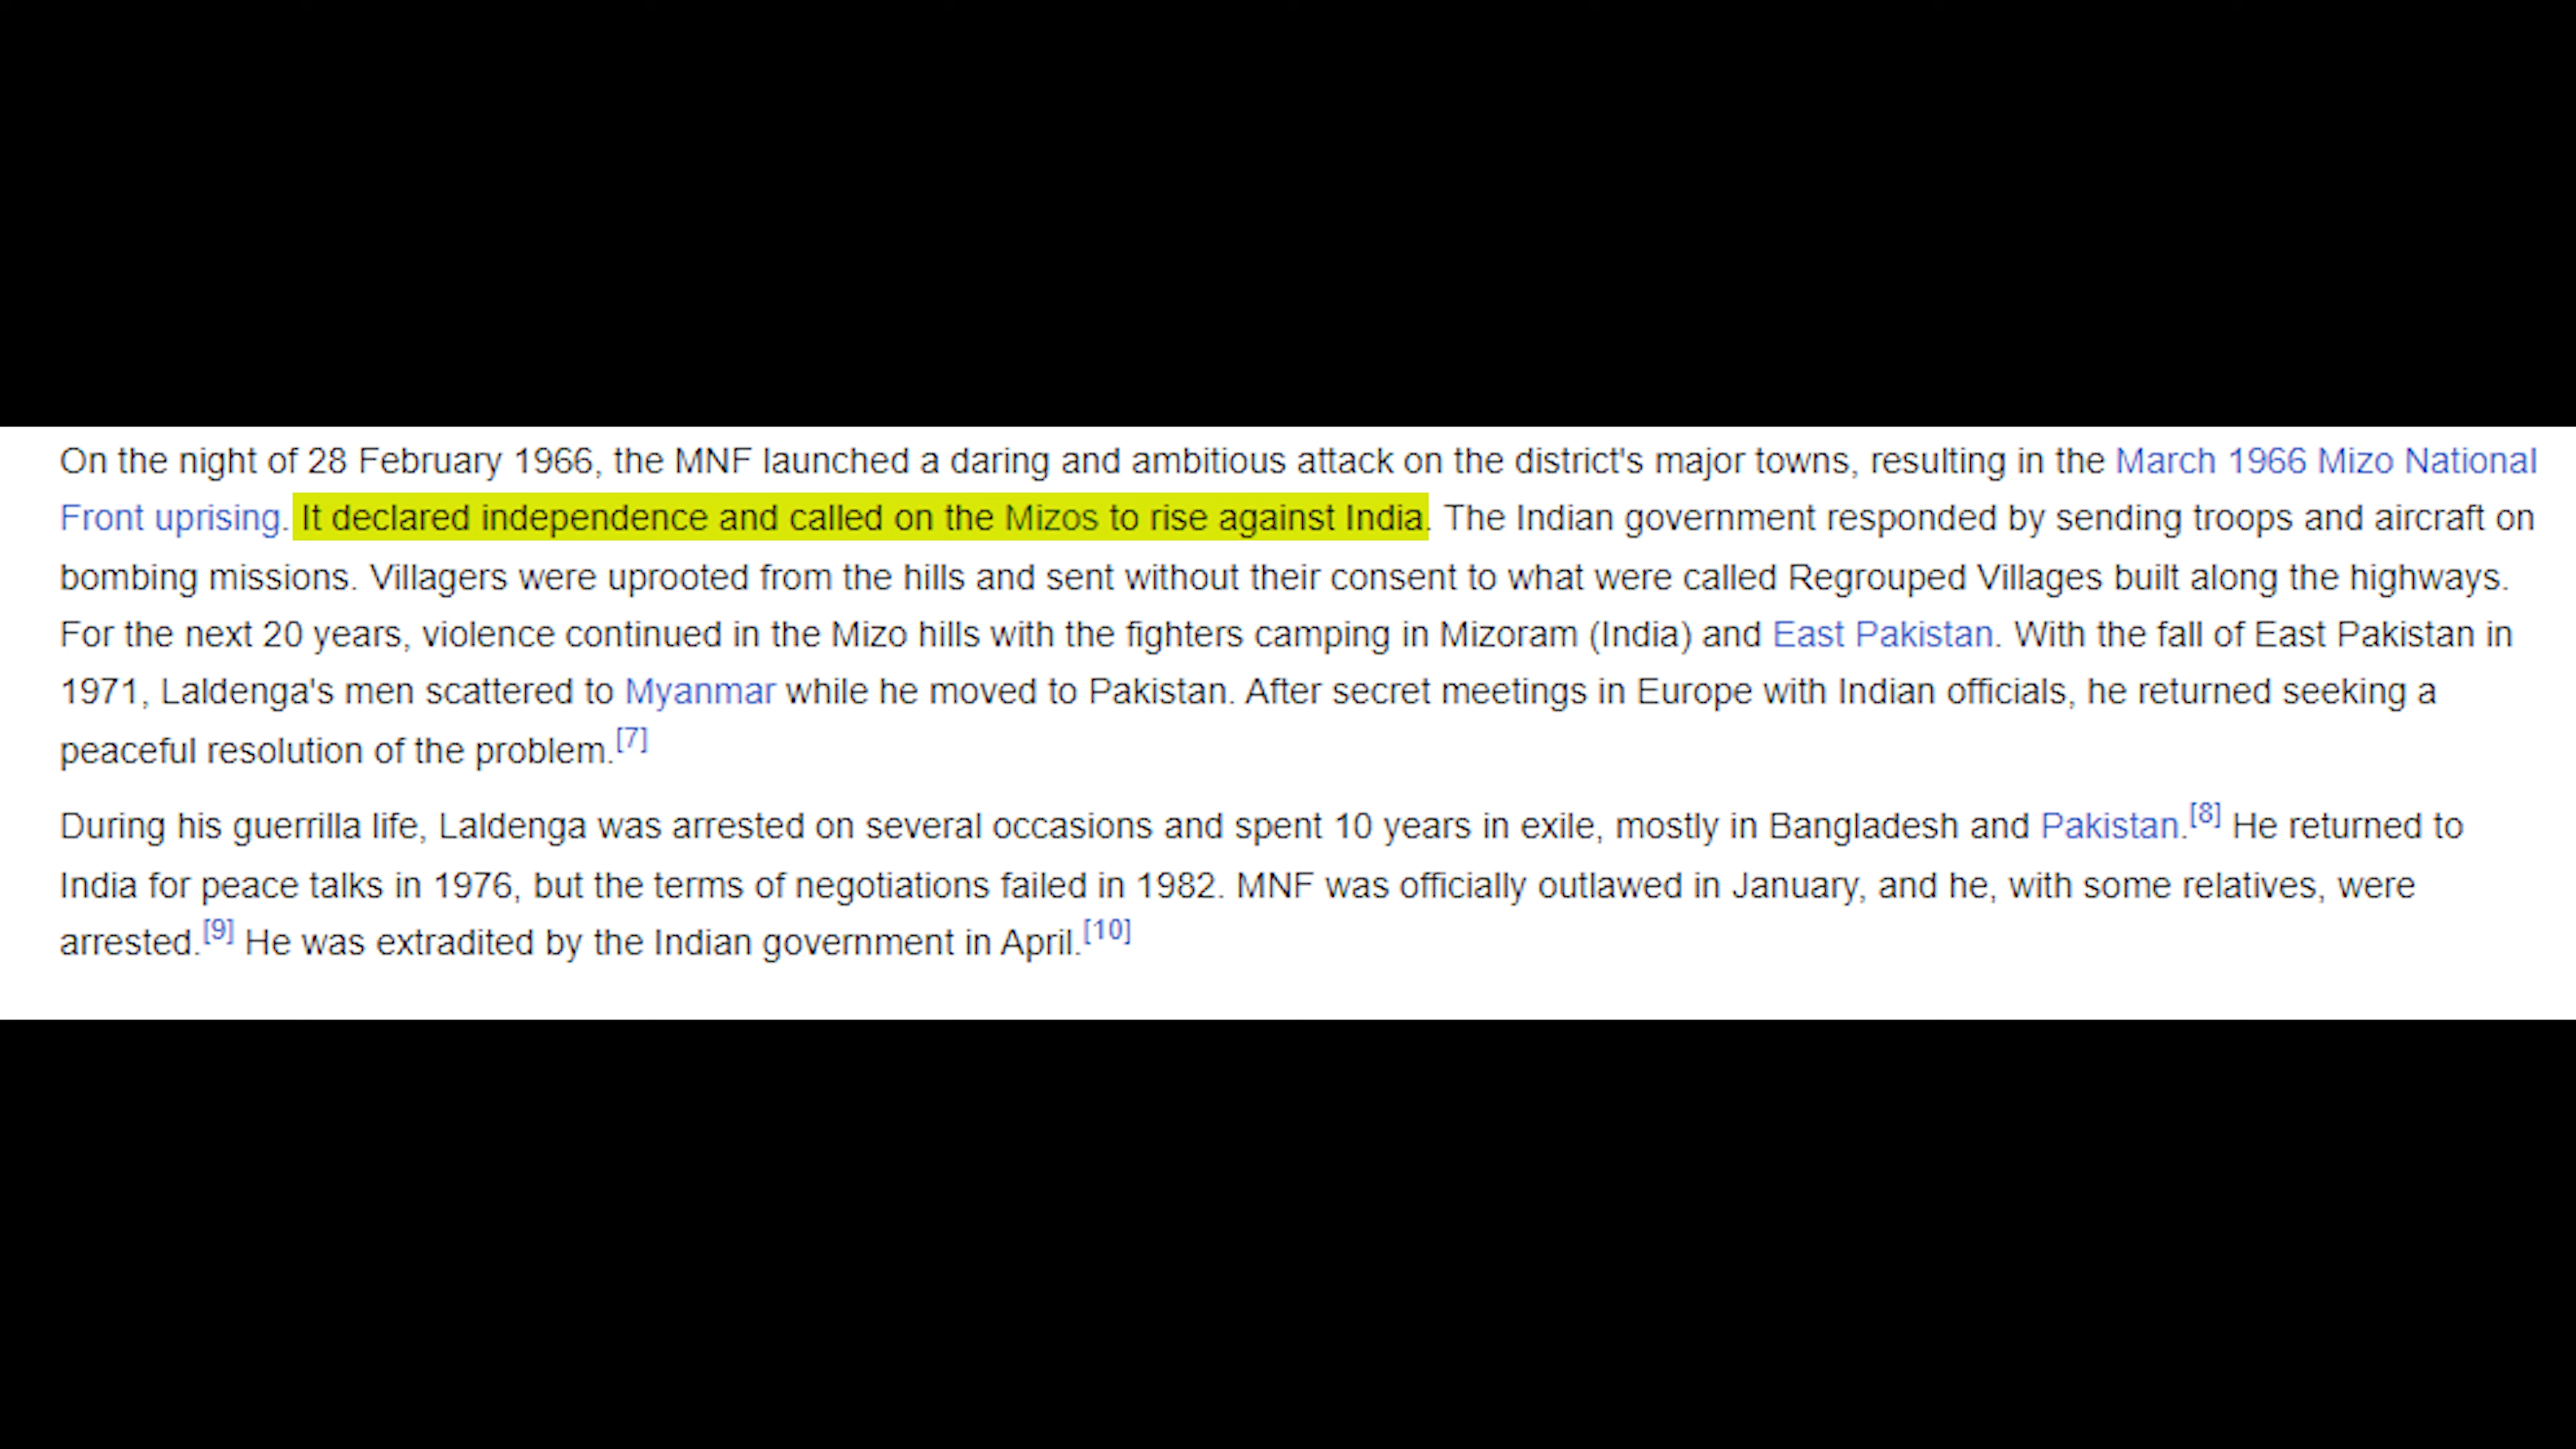 On the night of 28 February 1966, the MNF launched a daring and ambitious attack on the district's major towns, resulting in the March 1966 Mizo National
Front uprising. It declared independence and called on the Mizos to rise against India. The Indian government responded by sending troops and aircraft on
bombing missions. Villagers were uprooted from the hills and sent without their consent to what were called Regrouped Villages built along the highways.
For the next 20 years, violence continued in the Mizo hills with the fighters camping in Mizoram (India) and East Pakistan. With the fall of East Pakistan in
1971, Laldenga's men scattered to Myanmar while he moved to Pakistan. After secret meetings in Europe with Indian officials, he returned seeking a
peaceful resolution of the problem.[7]
During his guerrilla life, Laldenga was arrested on several occasions and spent 10 years in exile, mostly in Bangladesh and Pakistan.[8] He returned to
India for peace talks in 1976, but the terms of negotiations failed in 1982. MNF was officially outlawed in January, and he, with some relatives, were
arrested.[9] He was extradited by the Indian government in April.[10]